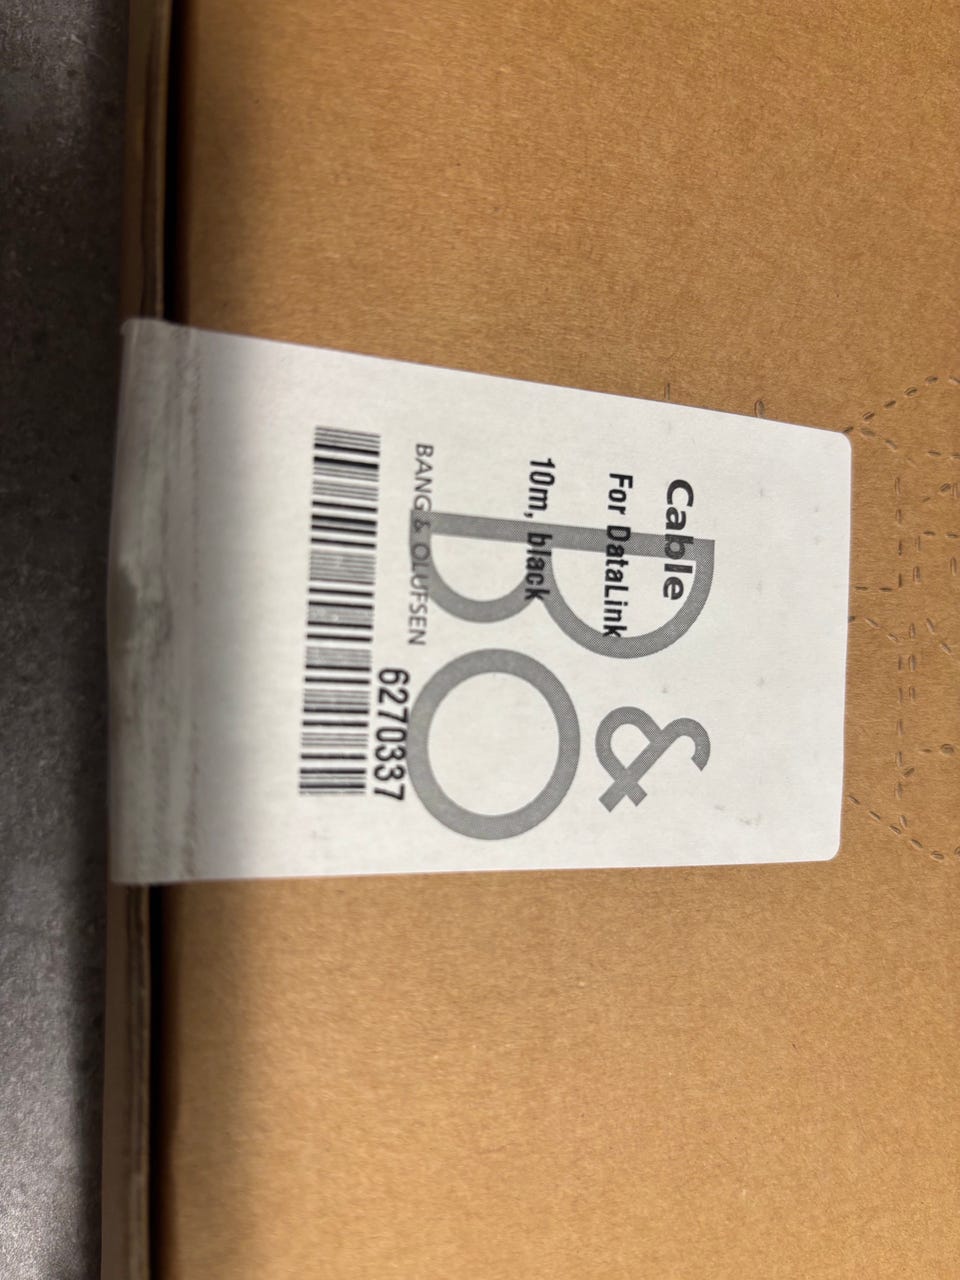 Cable
For DataLink
10m, black
B&O
BANG & OLUFSEN
6270337